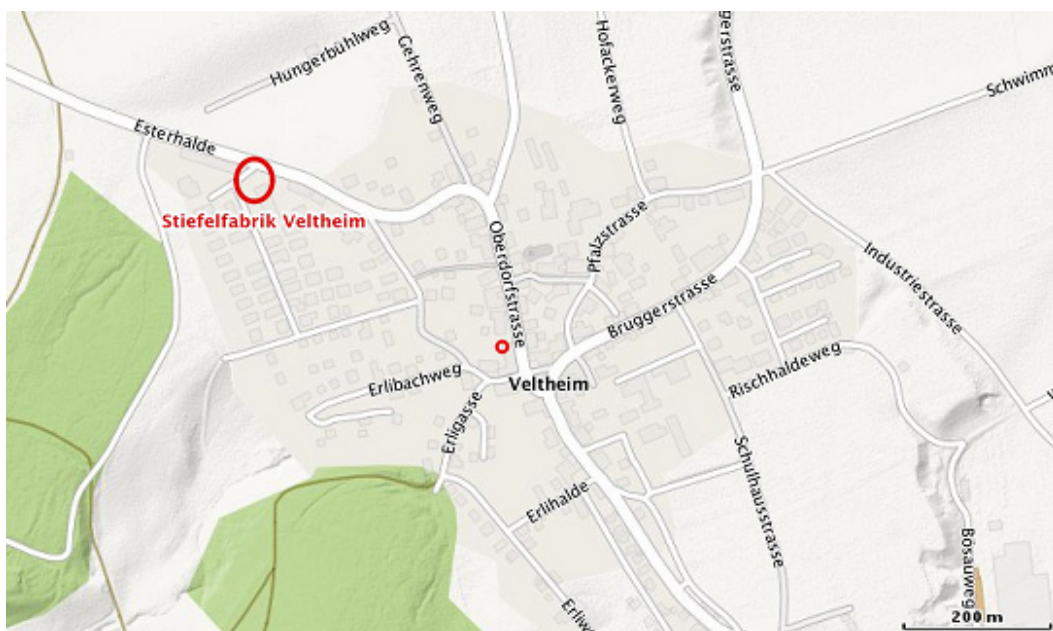 Hungerbühlweg
Gehrenweg
Hofackerweg
gerstrasse
Schwimm
Esterhalde
Stiefelfabrik Veltheim
Oberdorfstrasse
Pfalzstrasse
Bruggerstrasse
Industriestrasse
Rischhaldeweg
Erlibachweg
Veltheim
Erligasse
Schulhausstrasse
Erlihalde
Bösauweg
Erliwe
200 m